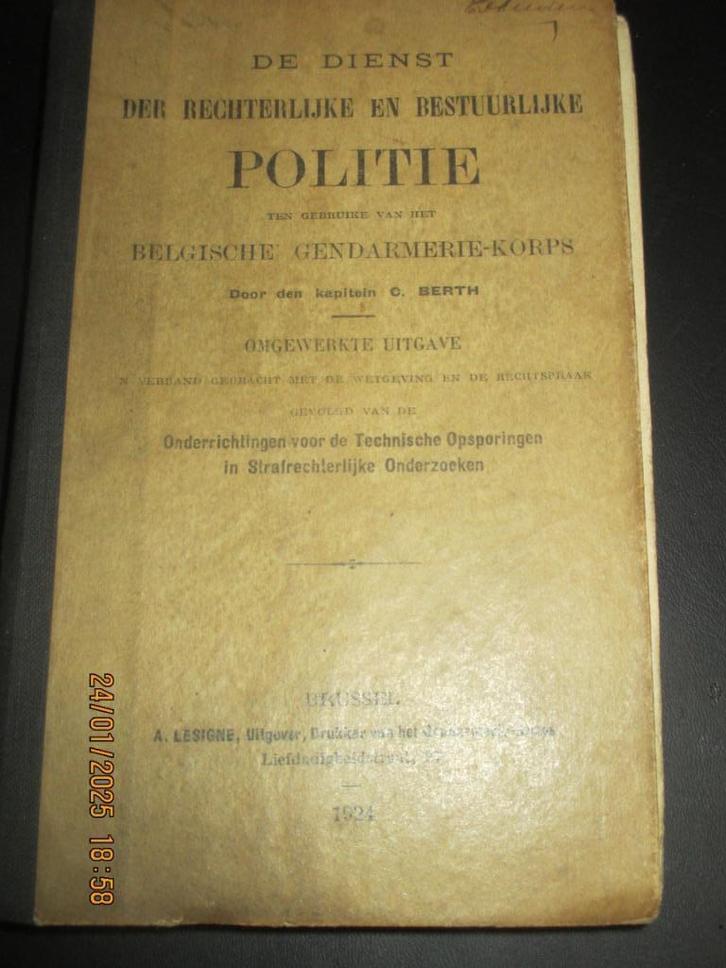 DE DIENST
DER RECHTERLIJKE EN BESTUURLIJKE
POLITIE
TEN GEBRUIKE VAN HET
BELGISCHE GENDARMERIE-KORPS
Door den kapitein C. BERTH
OMGEWERKTE UITGAVE
N VERBAND GEBRACHT MET DE WETGEVING EN DE RECHTSPRAAK
GEVOLGD VAN DE
Onderrichtingen voor de Technische Opsporingen
in Strafrechterlijke Onderzoeken
BRUSSEL
A. LESIGNE, Uitgever, Drukker van het
Liefdadigheidstraat,
1924
24/01/2025 18:58